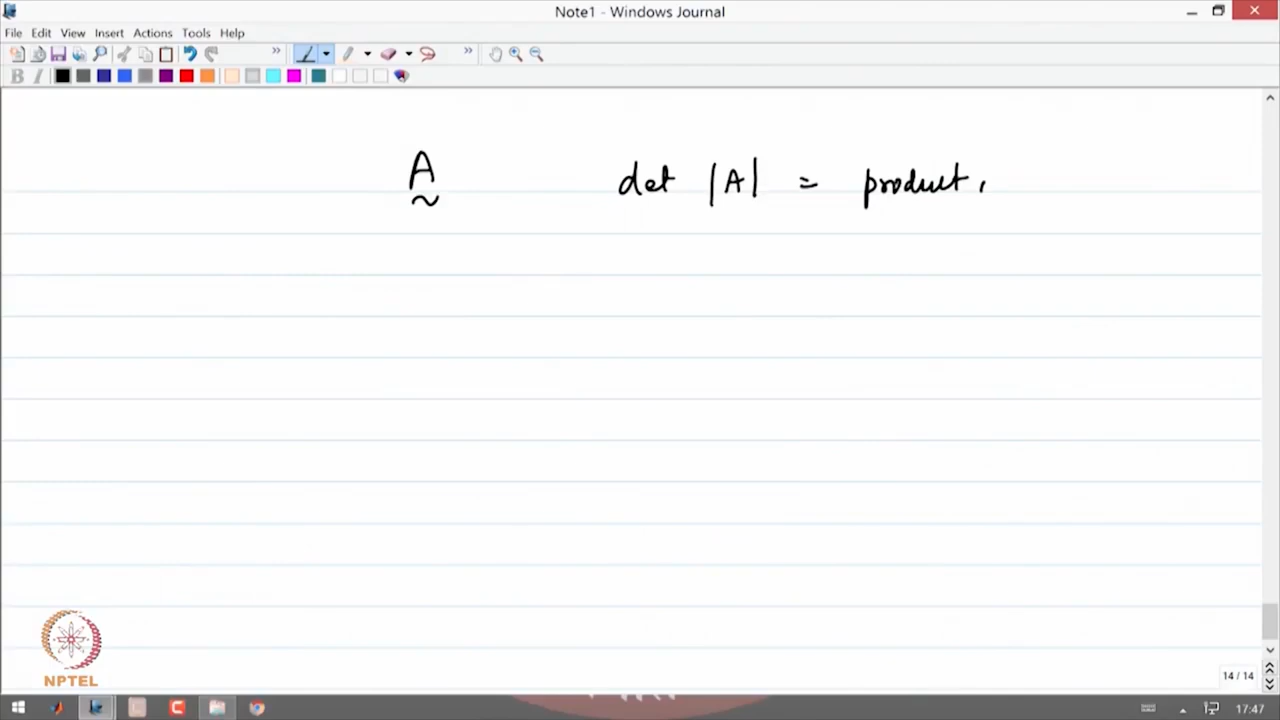 Note1 - Windows Journal
File Edit View Insert Actions Tools Help
A det |A| = product
NPTEL
14 / 14
17:47